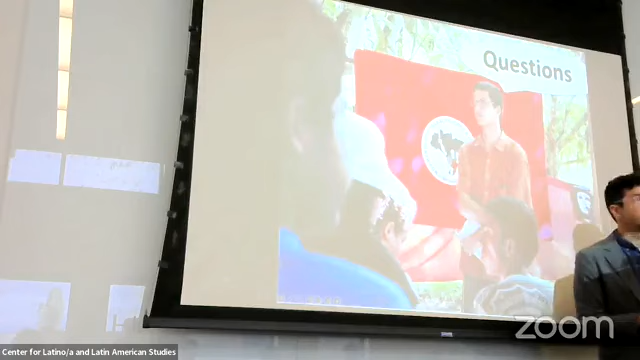 Questions
zoom
Center for Latino/a and Latin American Studies